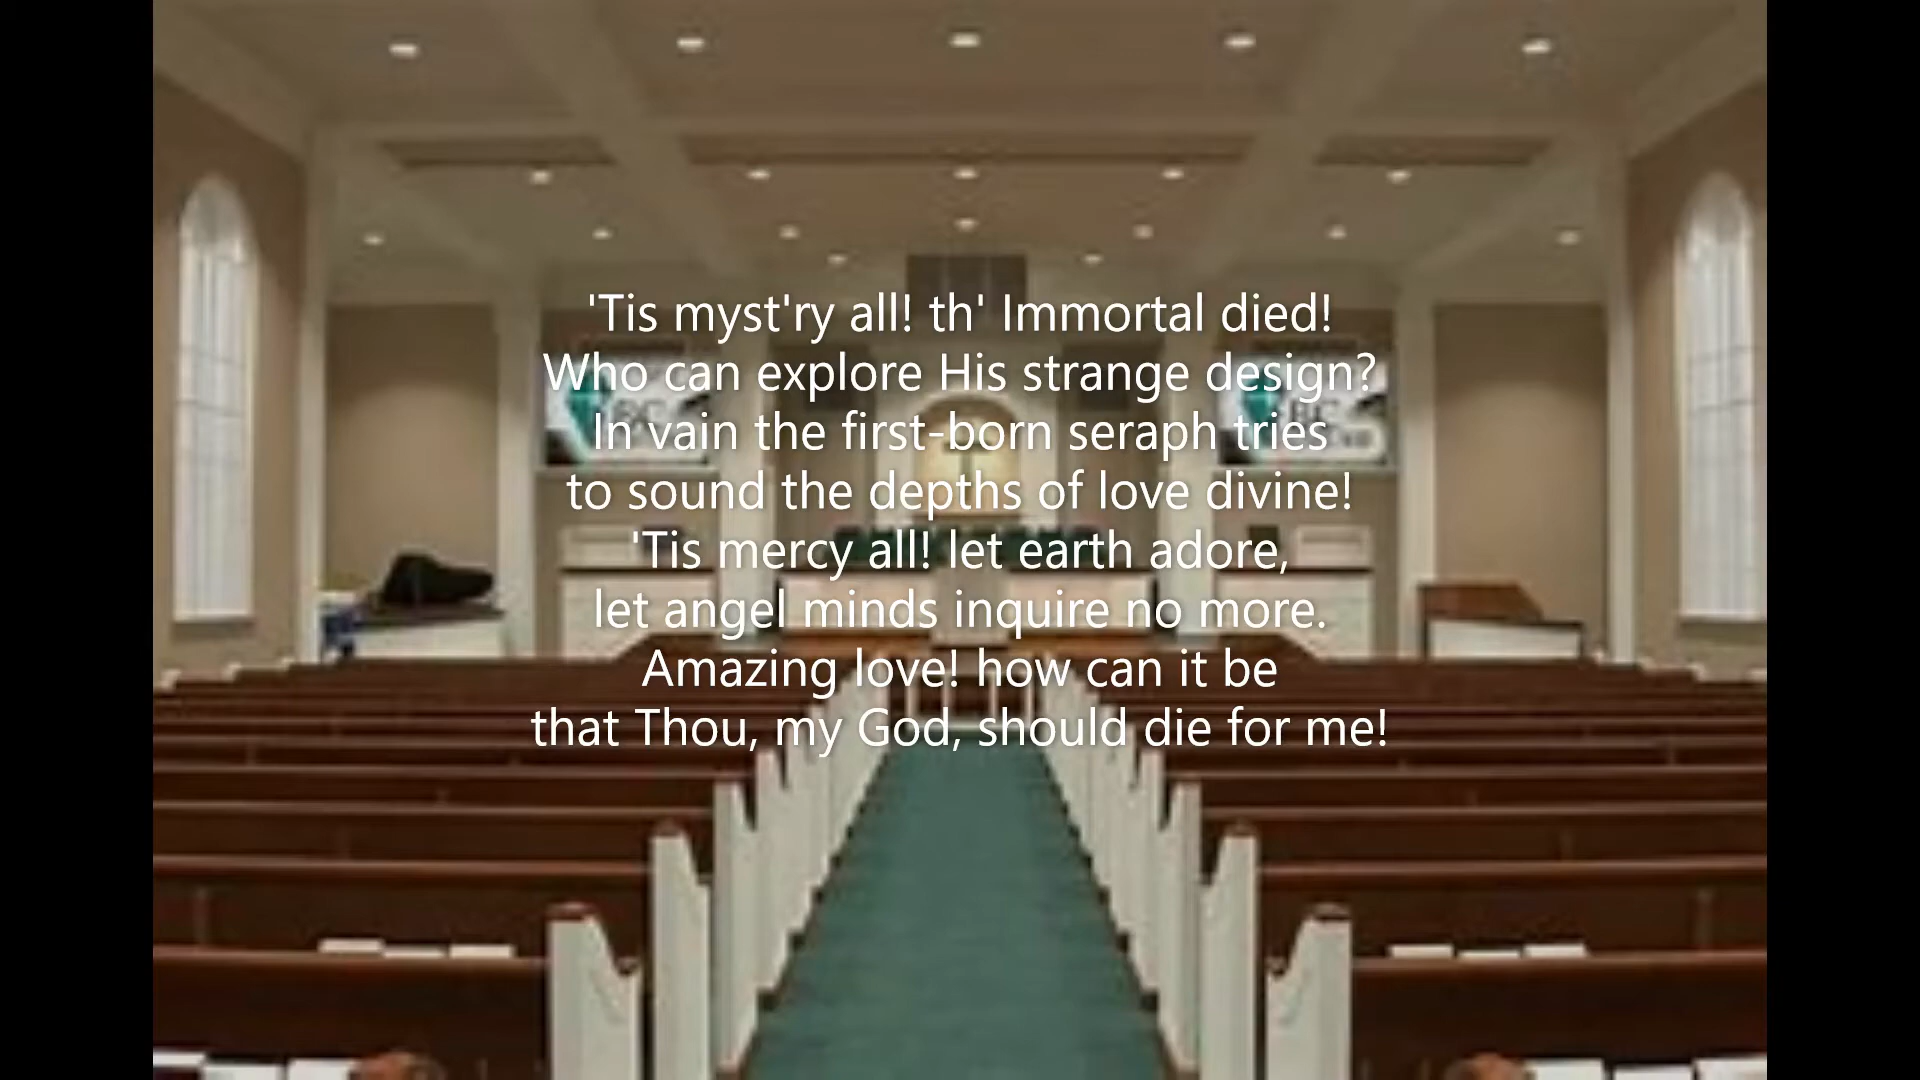 'Tis myst'ry all! th' Immortal died!
Who can explore His strange design?
In vain the first-born seraph tries
to sound the depths of love divine!
'Tis mercy all! let earth adore,
let angel minds inquire no more.
Amazing love! how can it be
that Thou, my God, should die for me!